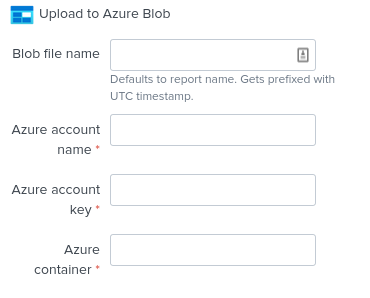 Upload to Azure Blob
Blob file name
Defaults to report name. Gets prefixed with
UTC timestamp.
Azure account
name *
Azure account
key *
Azure
container *